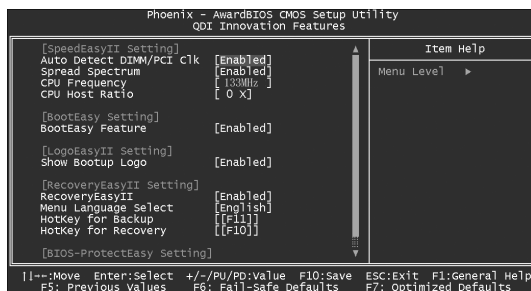 Phoenix - AwardBIOS CMOS Setup Utility
QDI Innovation Features
[SpeedEasyII Setting]
Auto Detect DIMM/PCI Clk [Enabled]
Spread Spectrum [Enabled]
CPU Frequency [ 133MHz ]
CPU Host Ratio [ 0 X]
[BootEasy Setting]
BootEasy Feature [Enabled]
[LogoEasyII Setting]
Show Bootup Logo [Enabled]
[RecoveryEasyII Setting]
RecoveryEasyII [Enabled]
Menu Language Select [English]
HotKey for Backup [[F11]]
HotKey for Recovery [[F10]]
[BIOS-ProtectEasy Setting]
Item Help
Menu Level ▸
↑↓→←:Move Enter:Select +/-/PU/PD:Value F10:Save ESC:Exit F1:General Help
F5: Previous Values F6: Fail-Safe Defaults F7: Optimized Defaults